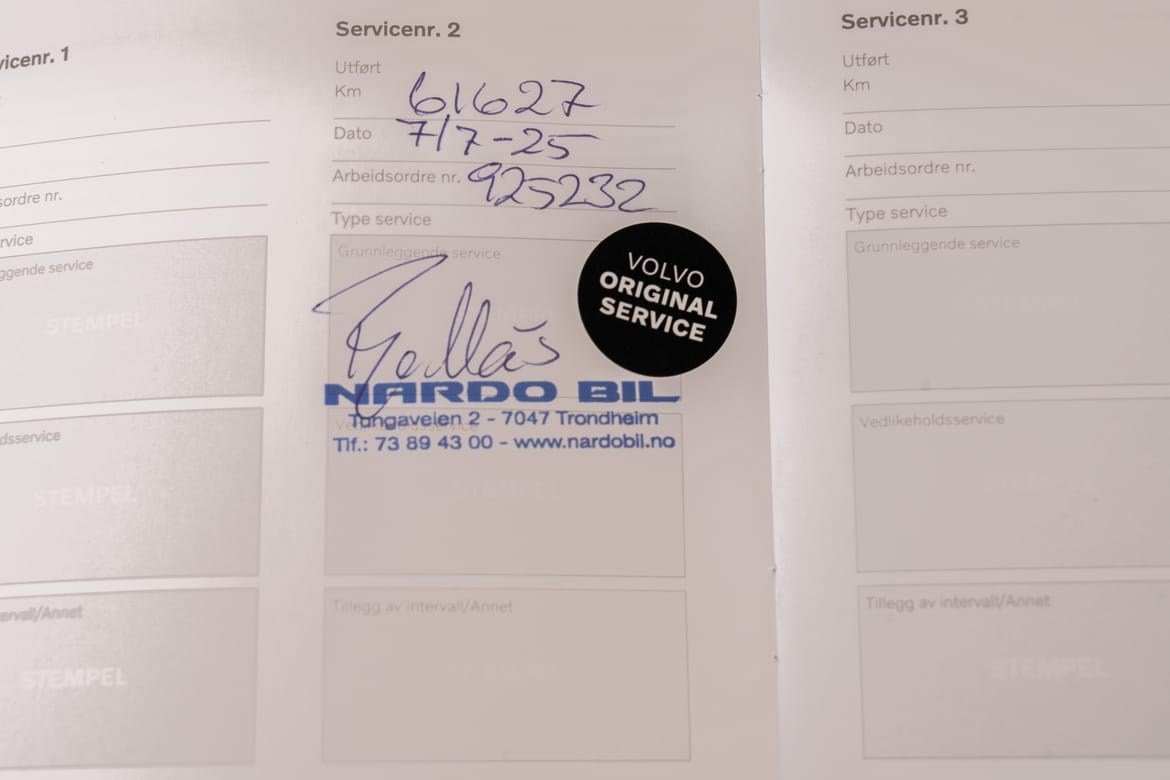 vicenr. 1
sordre nr.
rvice
ggende service
STEMPEL
dsservice
STEMPEL
ervall/Annet
STEMPEL
Servicenr. 2
Utført
Km 61627
Dato 7/7-25
Arbeidsordre nr. 925232
Type service
Grunnleggende service
VOLVO
ORIGINAL
SERVICE
NARDO BIL
Tungaveien 2 - 7047 Trondheim
Tlf.: 73 89 43 00 - www.nardobil.no
STEMPEL
Tillegg av intervall/Annet
Servicenr. 3
Utført
Km
Dato
Arbeidsordre nr.
Type service
Grunnleggende service
Vedlikeholdsservice
Tillegg av intervall/Annet
STEMPEL